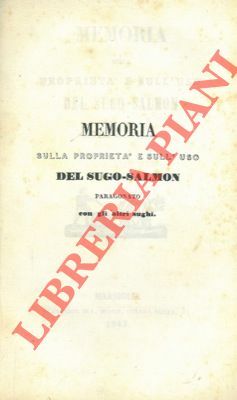 MEMORIA
SULLA PROPRIETA' E SULL' USO
DEL SUGO-SALMON
PARAGONATO
con gli altri sughi.
LIBRERIA PIANI